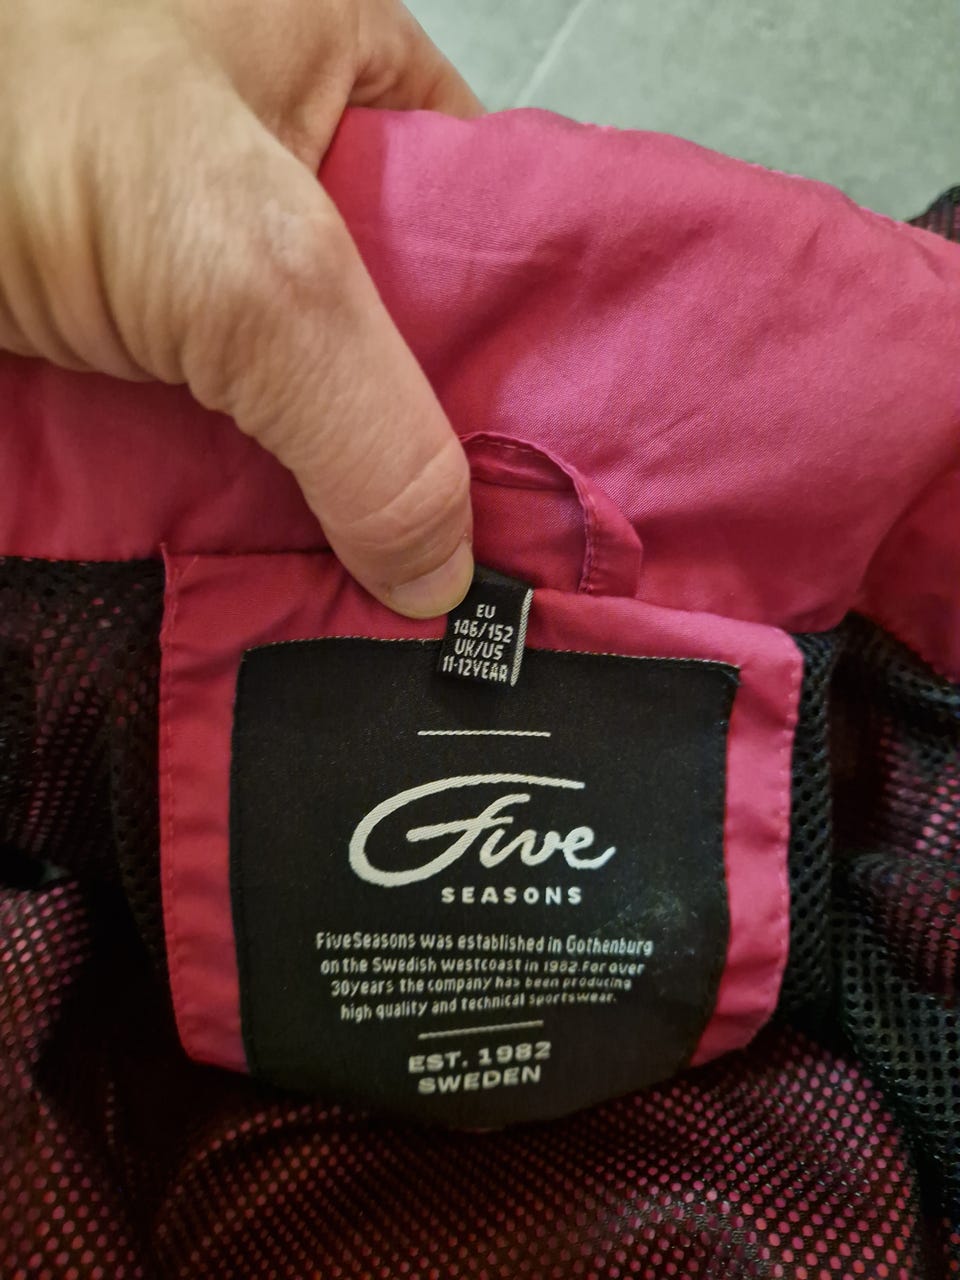 EU
146/152
UK/US
11-12YEAR
Five
SEASONS
FiveSeasons was established in Gothenburg
on the Swedish westcoast in 1982.For over
30years the company has been producing
high quality and technical sportswear.
EST. 1982
SWEDEN